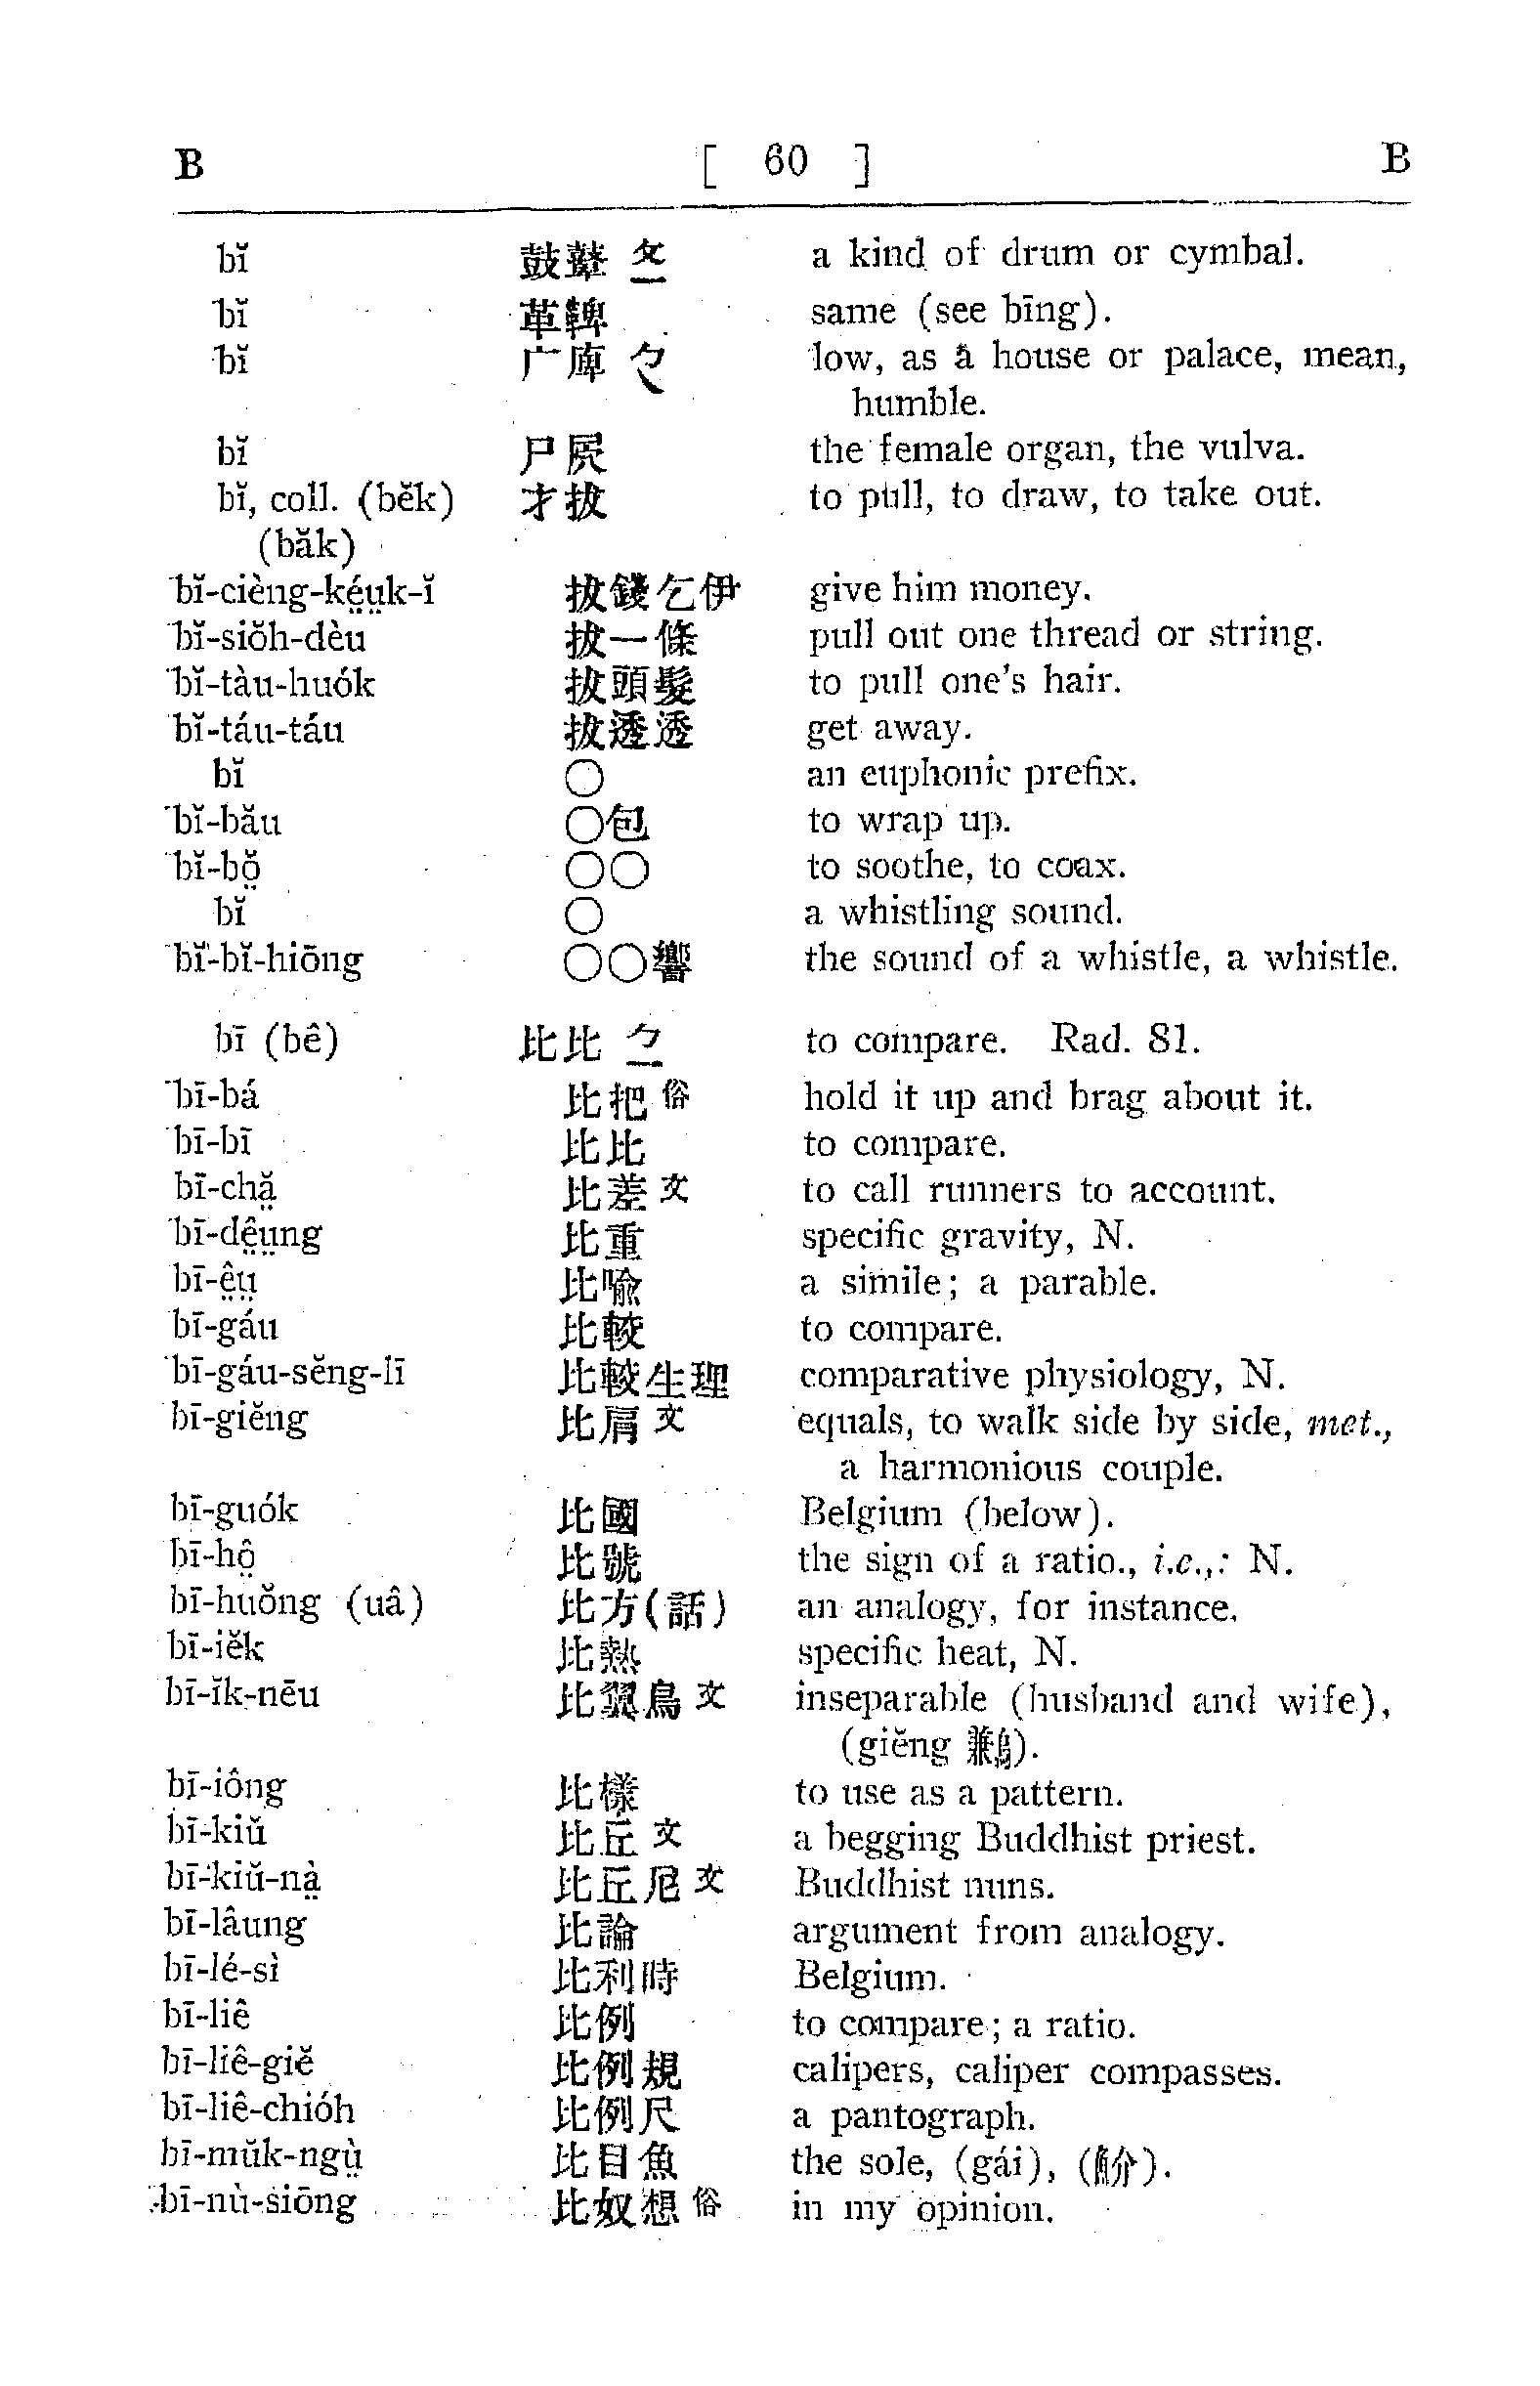 B [ 60 ] B
bĭ 鼓鼙 ㄆㄧ a kind of drum or cymbal.
bĭ 革鞞 same (see bīng).
bĭ 广庳 ㄅㄟ low, as a house or palace, mean,
humble.
bĭ 尸 the female organ, the vulva.
bĭ, coll. (bĕk) 才拔 to pull, to draw, to take out.
(băk)
bĭ-cièng-ké̤ṳk-ĭ 拔錢乞伊 give him money.
bĭ-siŏh-dèu 拔一條 pull out one thread or string.
bĭ-tàu-huók 拔頭髮 to pull one's hair.
bĭ-táu-táu 拔透透 get away.
bĭ ○ an euphonic prefix.
bĭ-bău ○包 to wrap up.
bĭ-bŏ̤ ○○ to soothe, to coax.
bĭ ○ a whistling sound.
bĭ-bĭ-hiōng ○○響 the sound of a whistle, a whistle.
bī (bê) 比比 ㄅㄧ to compare. Rad. 81.
bī-bá 比把俗 hold it up and brag about it.
bī-bī 比比 to compare.
bī-chă̤ 比差文 to call runners to account.
bī-dê̤ṳng 比重 specific gravity, N.
bī-ê̤ṳ 比喩 a simile; a parable.
bī-gáu 比較 to compare.
bī-gáu-sĕng-lī 比較生理 comparative physiology, N.
bī-giĕng 比肩文 equals, to walk side by side, met.,
a harmonious couple.
bī-guók 比國 Belgium (below).
bī-hô̤ 比號 the sign of a ratio., i.e.,: N.
bī-huŏng (uâ) 比方(話) an analogy, for instance.
bī-iĕk 比熱 specific heat, N.
bī-ĭk-nēu 比翼鳥文 inseparable (husband and wife),
(giĕng 鶼).
bī-iông 比樣 to use as a pattern.
bī-kiŭ 比丘文 a begging Buddhist priest.
bī-kiŭ-nà̤ 比丘尼文 Buddhist nuns.
bī-lâung 比論 argument from analogy.
bī-lé-sì 比利時 Belgium.
bī-liê 比例 to compare; a ratio.
bī-liê-giĕ 比例規 calipers, caliper compasses.
bī-liê-chióh 比例尺 a pantograph.
bī-mŭk-ngṳ̀ 比目魚 the sole, (gái), (魪).
bī-nù-siōng 比奴想俗 in my opinion.